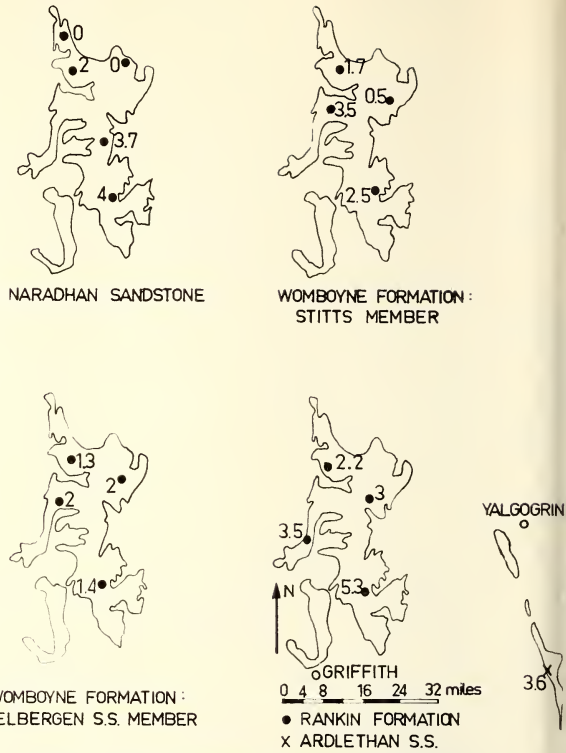 0
2
0
3.7
4
NARADHAN SANDSTONE
1.7
0.5
3.5
2.5
WOMBOYNE FORMATION :
STITTS MEMBER
1.3
2
2
1.4
WOMBOYNE FORMATION :
ELBERGEN S.S. MEMBER
2.2
3
3.5
5.3
N
GRIFFITH
0 4 8 16 24 32 miles
RANKIN FORMATION
X ARDLETHAN S.S.
YALGOGRIN
3.6